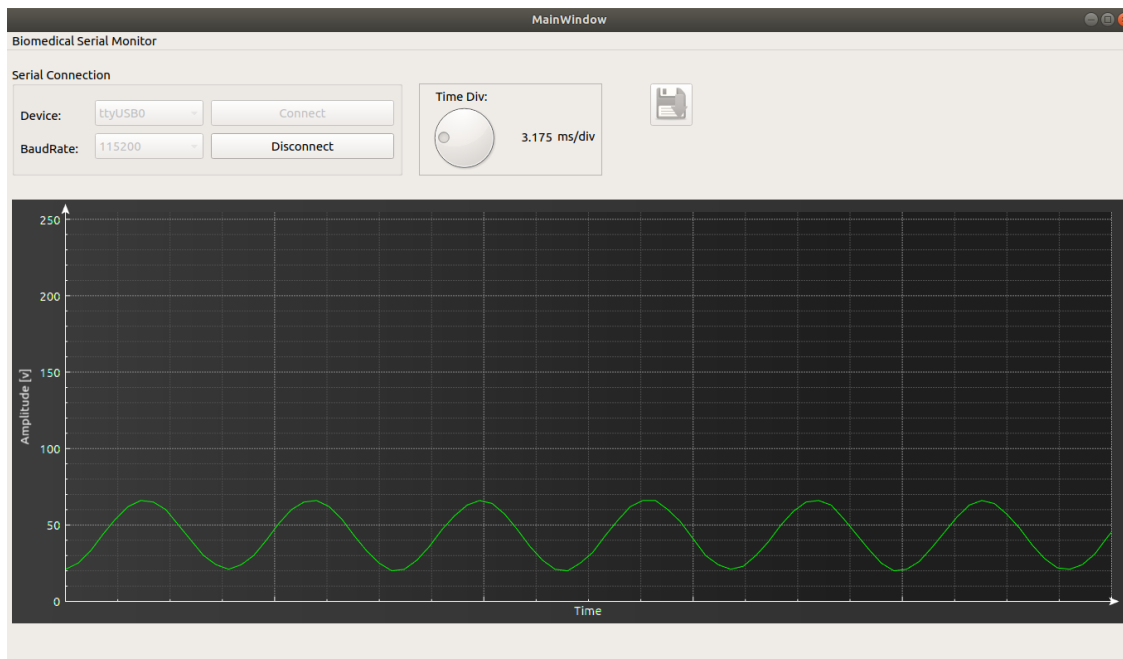 MainWindow
Biomedical Serial Monitor
Serial Connection
Device:
ttyUSB0
Connect
BaudRate:
115200
Disconnect
Time Div:
3.175 ms/div
250
200
150
100
50
0
Amplitude [v]
Time